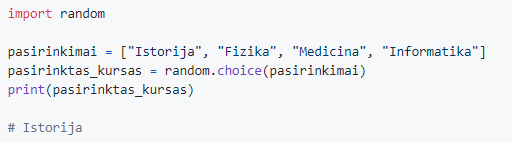 import random
pasirinkimai = ["Istorija", "Fizika", "Medicina", "Informatika"]
pasirinktas_kursas = random.choice(pasirinkimai)
print(pasirinktas_kursas)
# Istorija